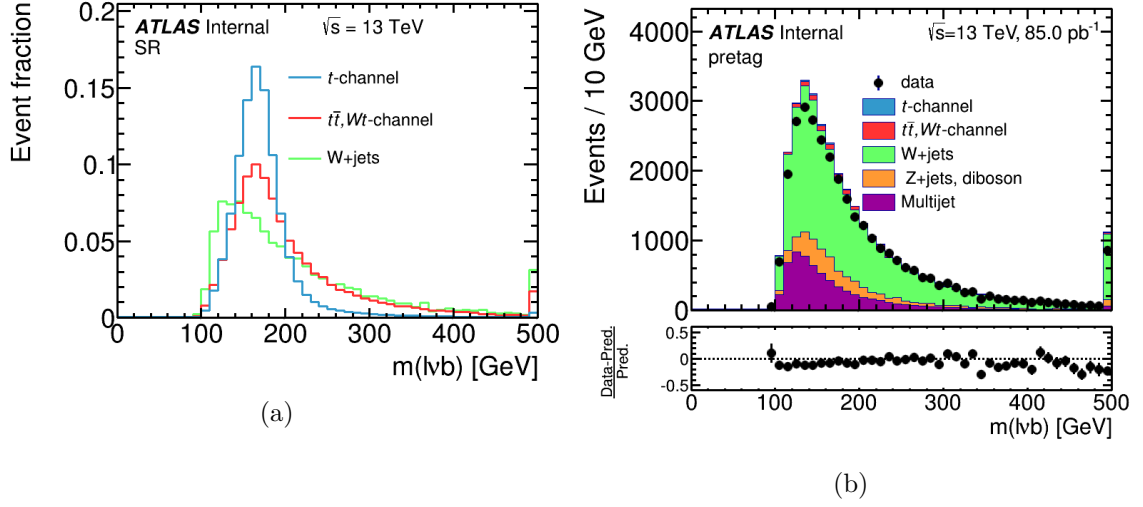 ATLAS Internal
SR
√s = 13 TeV
t-channel
tt̅,Wt-channel
W+jets
Event fraction
0.2
0.15
0.1
0.05
0
0 100 200 300 400 500
m(lνb) [GeV]
(a)
ATLAS Internal
pretag
√s=13 TeV, 85.0 pb⁻¹
data
t-channel
tt̅,Wt-channel
W+jets
Z+jets, diboson
Multijet
Events / 10 GeV
4000
3000
2000
1000
0
Data-Pred.
Pred.
0.5
0
-0.5
0 100 200 300 400 500
m(lνb) [GeV]
(b)